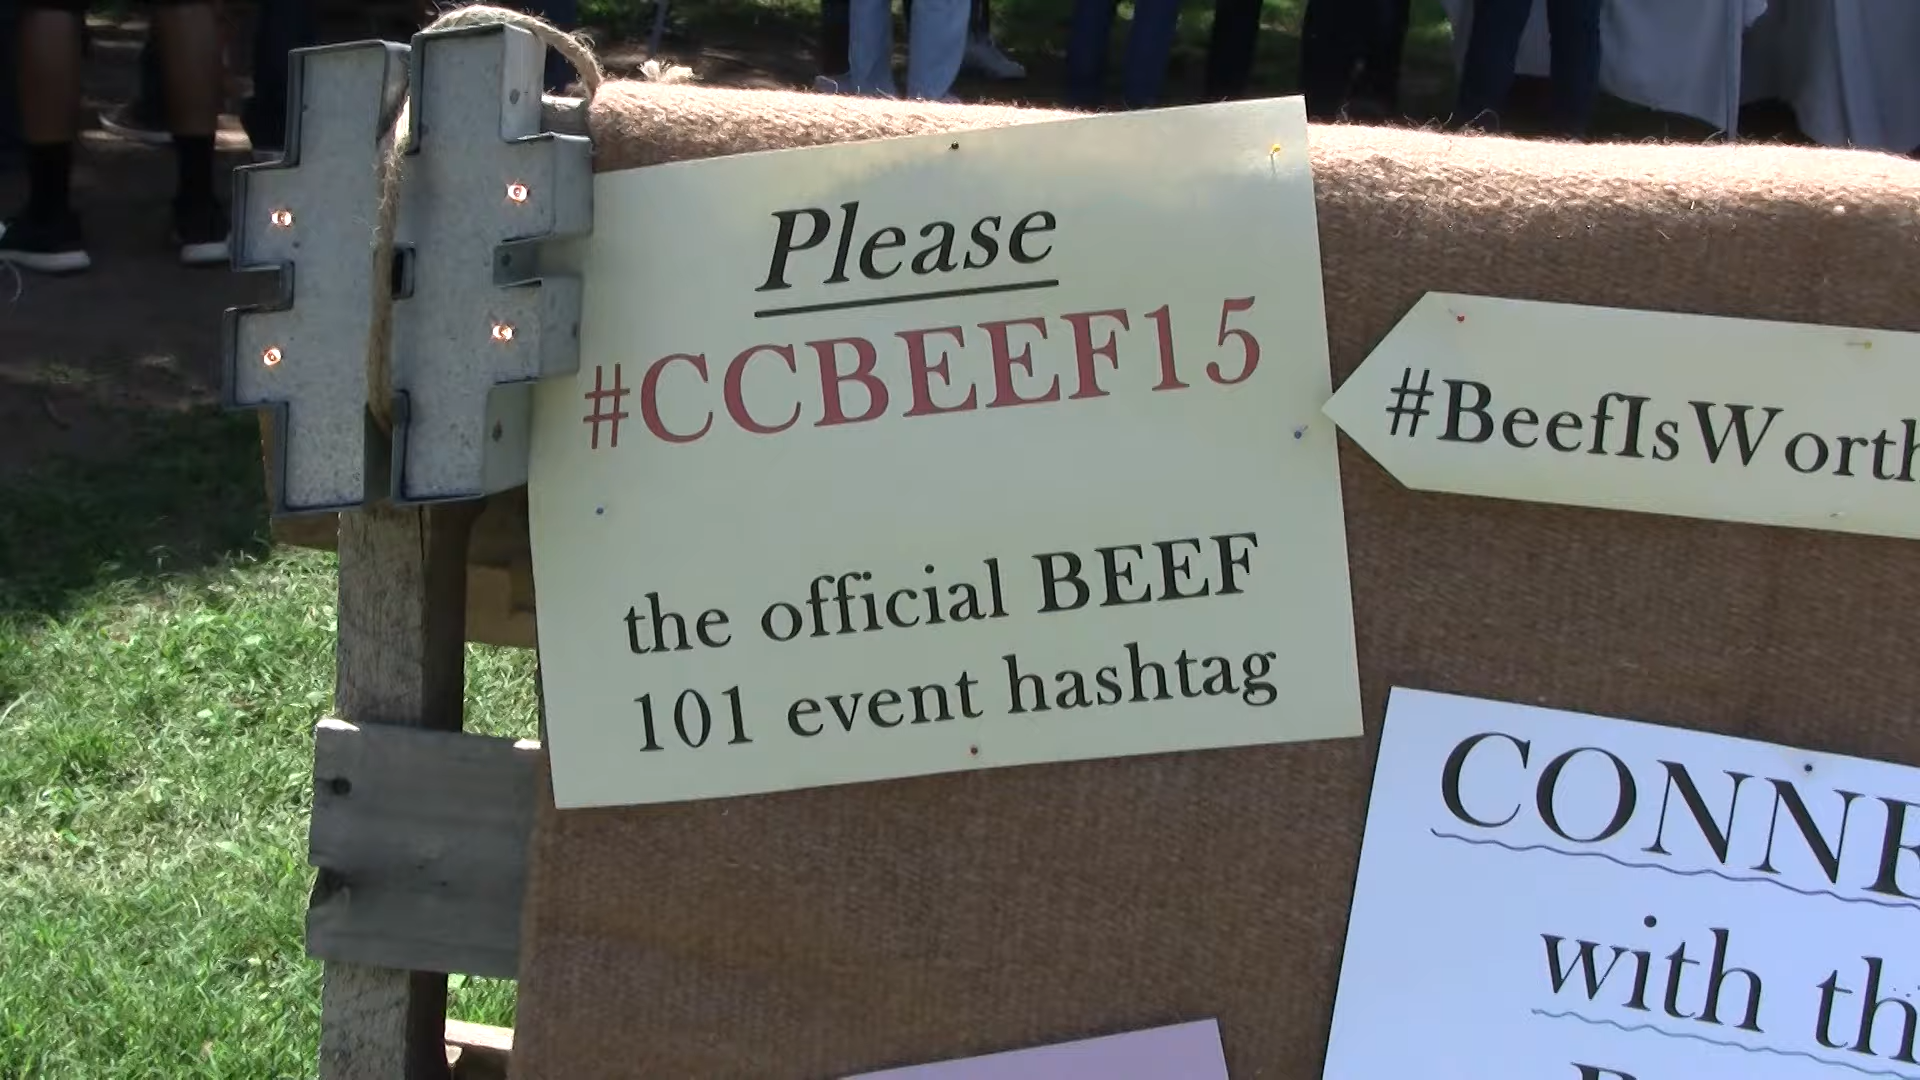 Please
#CCBEEF15
the official BEEF
101 event hashtag
#BeefIsWorth
CONNE
with th